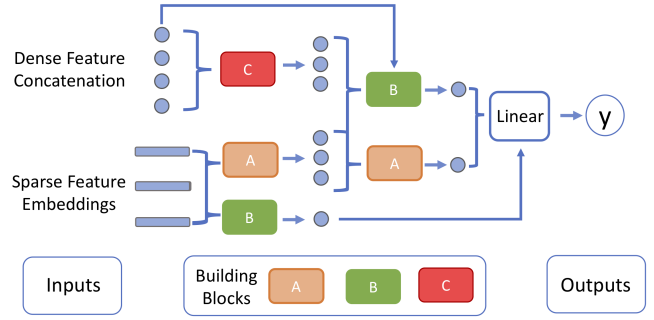 Dense Feature
Concatenation
C
B
Linear
y
A
A
Sparse Feature
Embeddings
B
Inputs
Building
Blocks
A
B
C
Outputs